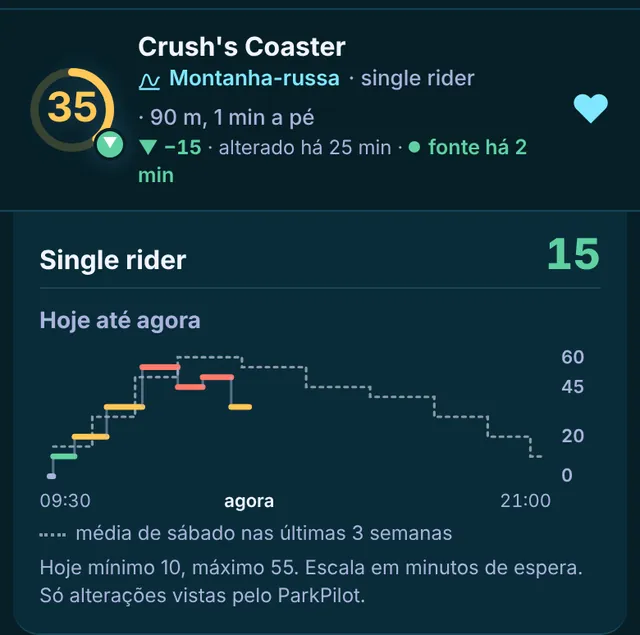 Crush's Coaster
35
Montanha-russa · single rider
· 90 m, 1 min a pé
▼ −15 · alterado há 25 min · ● fonte há 2
min
Single rider 15
Hoje até agora
60
45
20
0
09:30 agora 21:00
média de sábado nas últimas 3 semanas
Hoje mínimo 10, máximo 55. Escala em minutos de espera.
Só alterações vistas pelo ParkPilot.